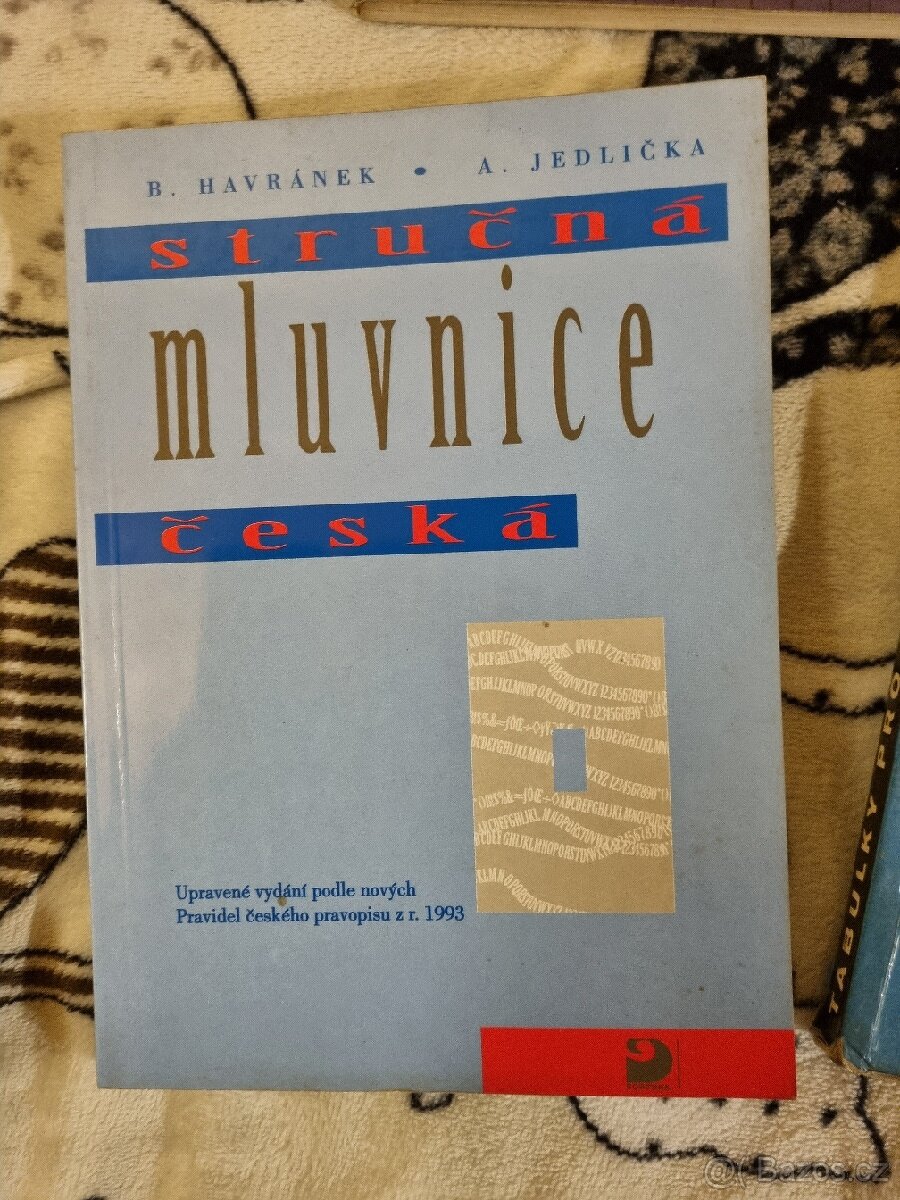 B. HAVRÁNEK • A. JEDLIČKA
stručná
mluvnice
česká
Upravené vydání podle nových
Pravidel českého pravopisu z r. 1993
TABULKY PRO
Bazos.cz